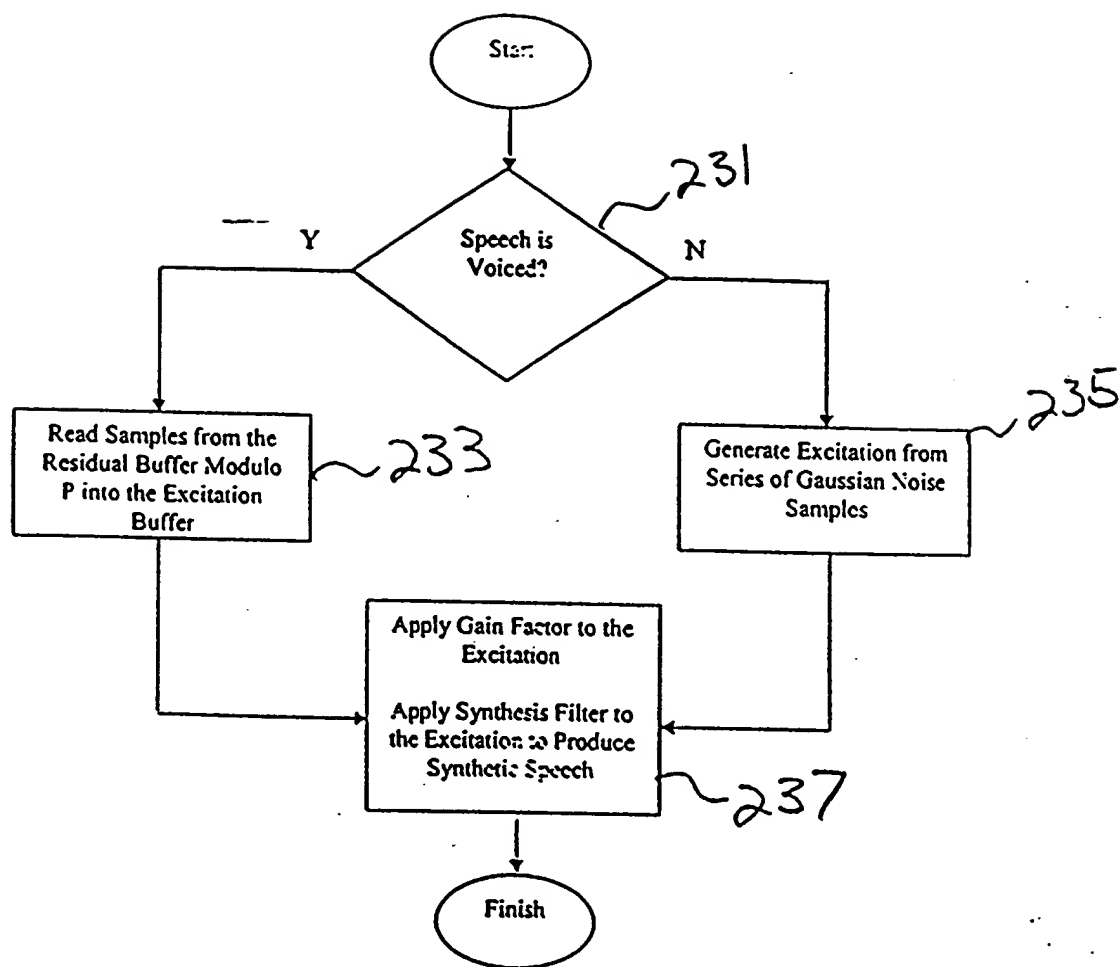 Start
231
Y
Speech is
Voiced?
N
235
Read Samples from the
Residual Buffer Modulo
P into the Excitation
Buffer
233
Generate Excitation from
Series of Gaussian Noise
Samples
Apply Gain Factor to the
Excitation
Apply Synthesis Filter to
the Excitation to Produce
Synthetic Speech
237
Finish